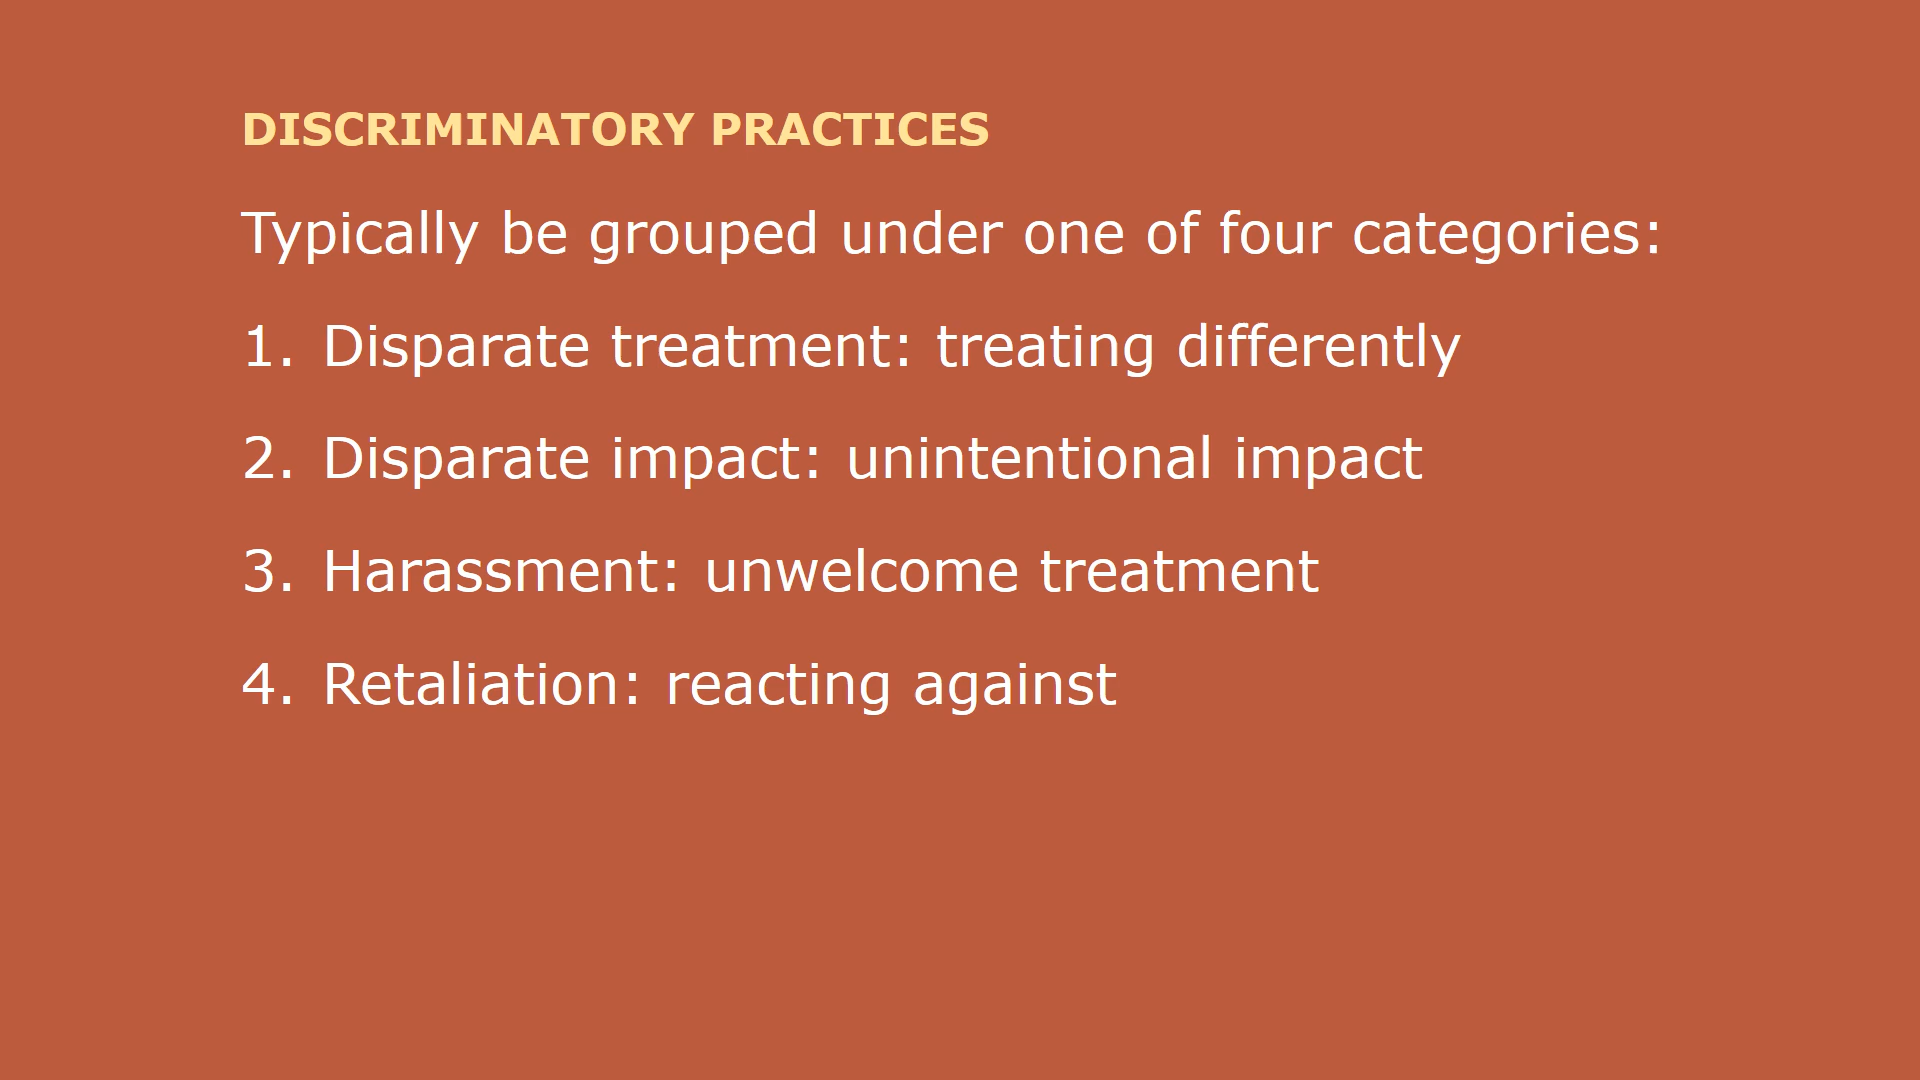 DISCRIMINATORY PRACTICES
Typically be grouped under one of four categories:
1. Disparate treatment: treating differently
2. Disparate impact: unintentional impact
3. Harassment: unwelcome treatment
4. Retaliation: reacting against